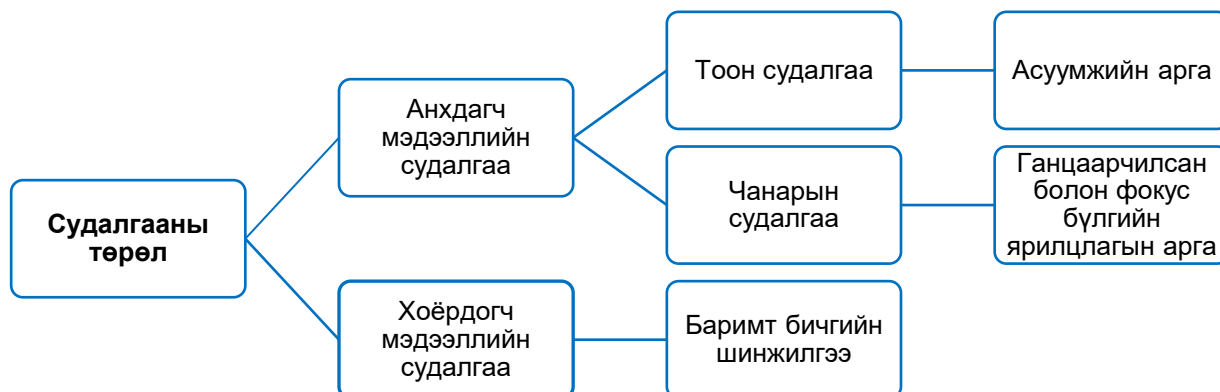 Судалгааны
төрөл
Анхдагч
мэдээллийн
судалгаа
Тоон судалгаа
Асуумжийн арга
Чанарын
судалгаа
Ганцаарчилсан
болон фокус
бүлгийн
ярилцлагын арга
Хоёрдогч
мэдээллийн
судалгаа
Баримт бичгийн
шинжилгээ